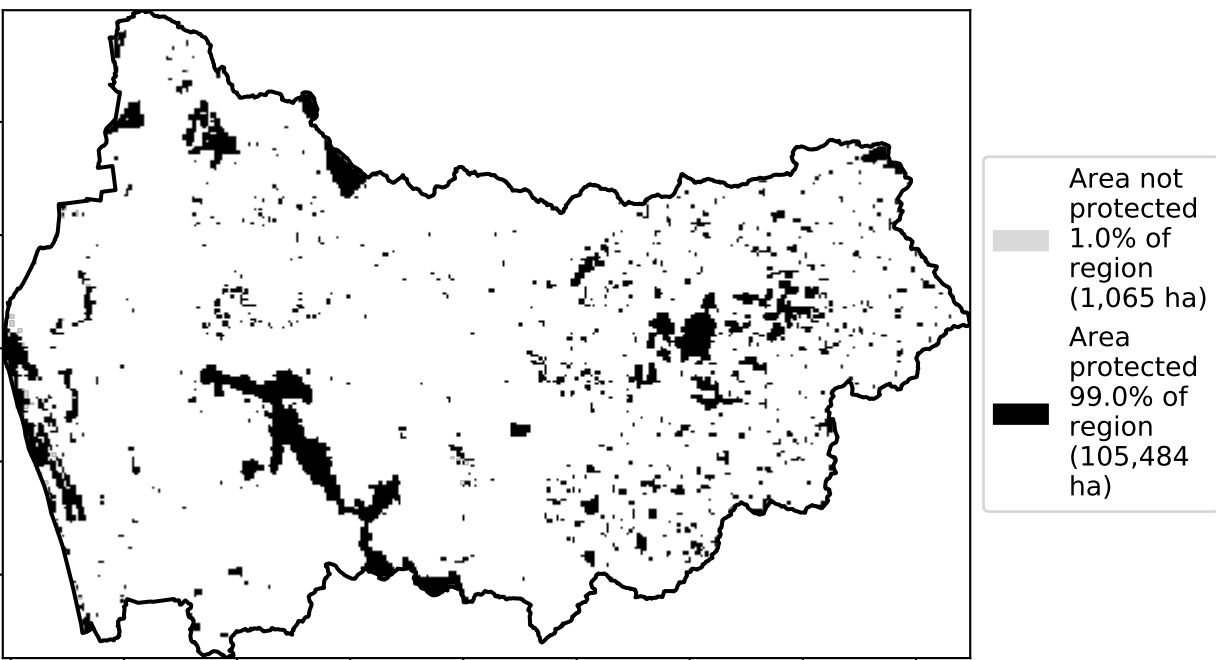 Area not
protected
1.0% of
region
(1,065 ha)
Area
protected
99.0% of
region
(105,484
ha)